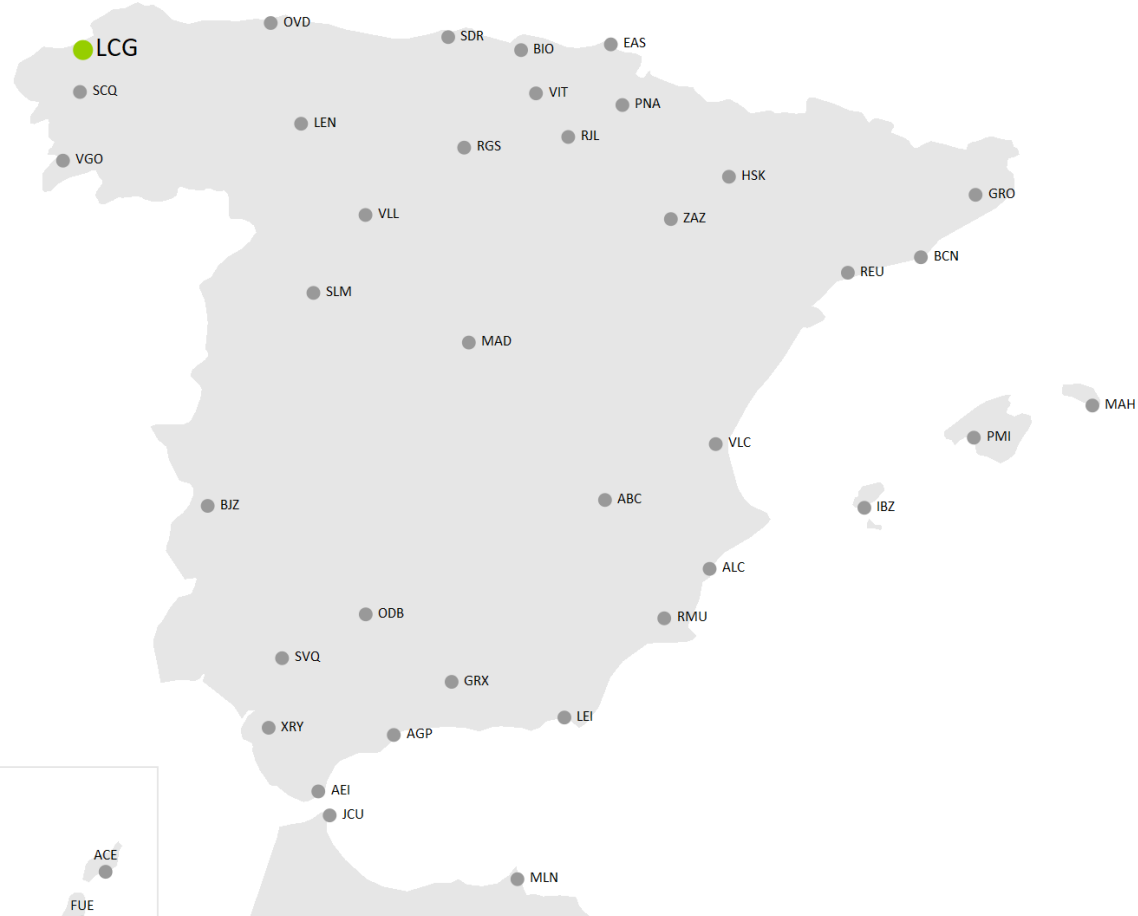 OVD
SDR
EAS
LCG
BIO
SCQ
VIT
PNA
LEN
RJL
RGS
VGO
HSK
GRO
VLL
ZAZ
BCN
REU
SLM
MAD
MAH
PMI
VLC
ABC
BJZ
IBZ
ALC
ODB
RMU
SVQ
GRX
LEI
XRY
AGP
AEI
JCU
ACE
MLN
FUE